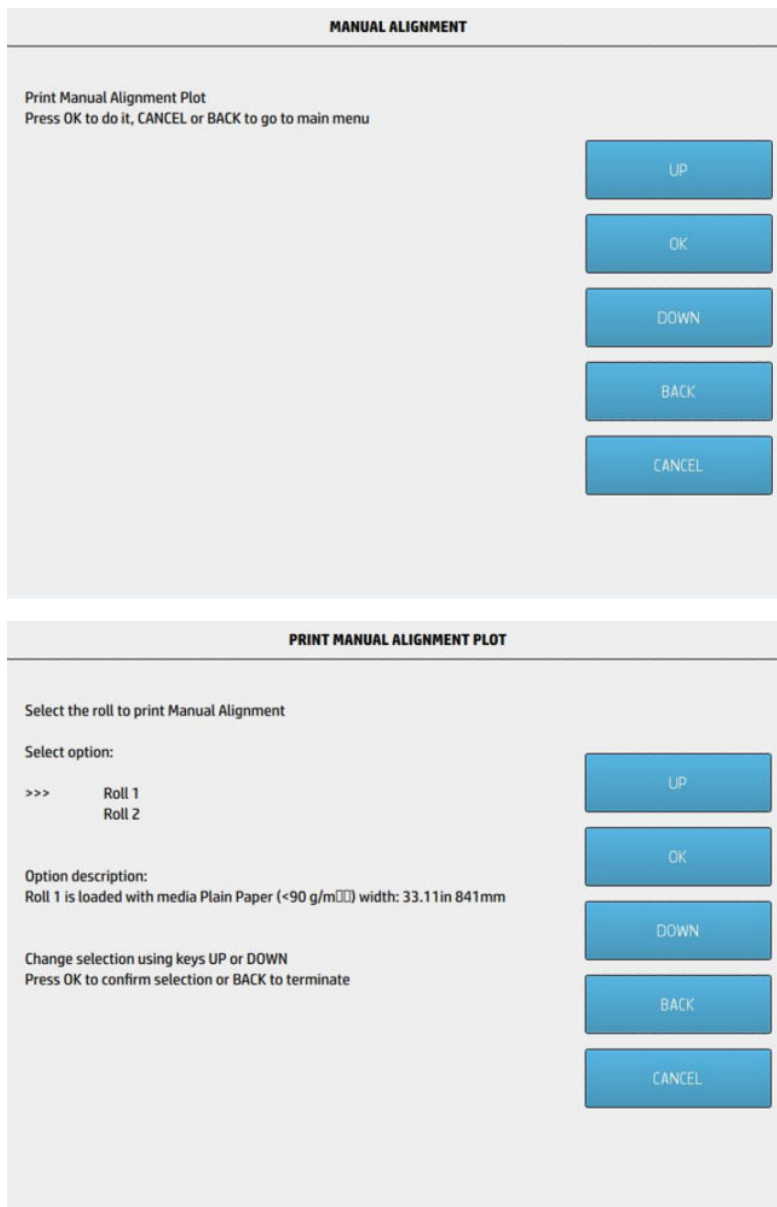 MANUAL ALIGNMENT
Print Manual Alignment Plot
Press OK to do it, CANCEL or BACK to go to main menu
UP
OK
DOWN
BACK
CANCEL
PRINT MANUAL ALIGNMENT PLOT
Select the roll to print Manual Alignment
Select option:
>>> Roll 1
Roll 2
Option description:
Roll 1 is loaded with media Plain Paper (<90 g/m▯▯) width: 33.11in 841mm
Change selection using keys UP or DOWN
Press OK to confirm selection or BACK to terminate
UP
OK
DOWN
BACK
CANCEL